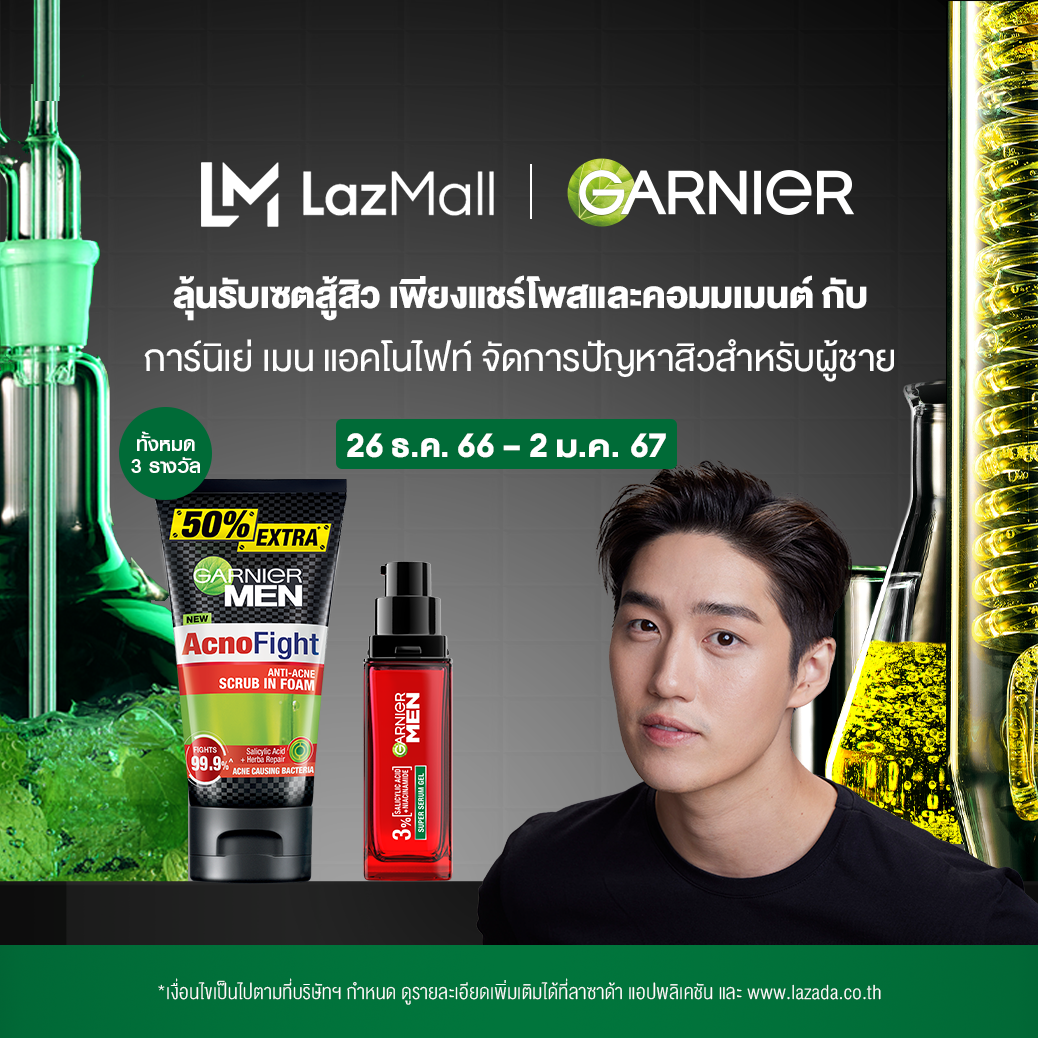 LM LazMall | GARNIER
ลุ้นรับเซตสู้สิว เพียงแชร์โพสและคอมมเมนต์ กับ
การ์นิเย่ เมน แอคโนไฟท์ จัดการปัญหาสิวสำหรับผู้ชาย
26 ธ.ค. 66 – 2 ม.ค. 67
ทั้งหมด
3 รางวัล
50% EXTRA*
GARNIER
MEN
NEW
AcnoFight
ANTI-ACNE
SCRUB IN FOAM
FIGHTS
99.9%^
Salicylic Acid
+ Herba Repair
ACNE CAUSING BACTERIA
GARNIER
MEN
3% [SALICYLIC ACID
+NIACINAMIDE]
SUPER SERUM GEL
*เงื่อนไขเป็นไปตามที่บริษัทฯ กำหนด ดูรายละเอียดเพิ่มเติมได้ที่ลาซาด้า แอปพลิเคชัน และ www.lazada.co.th